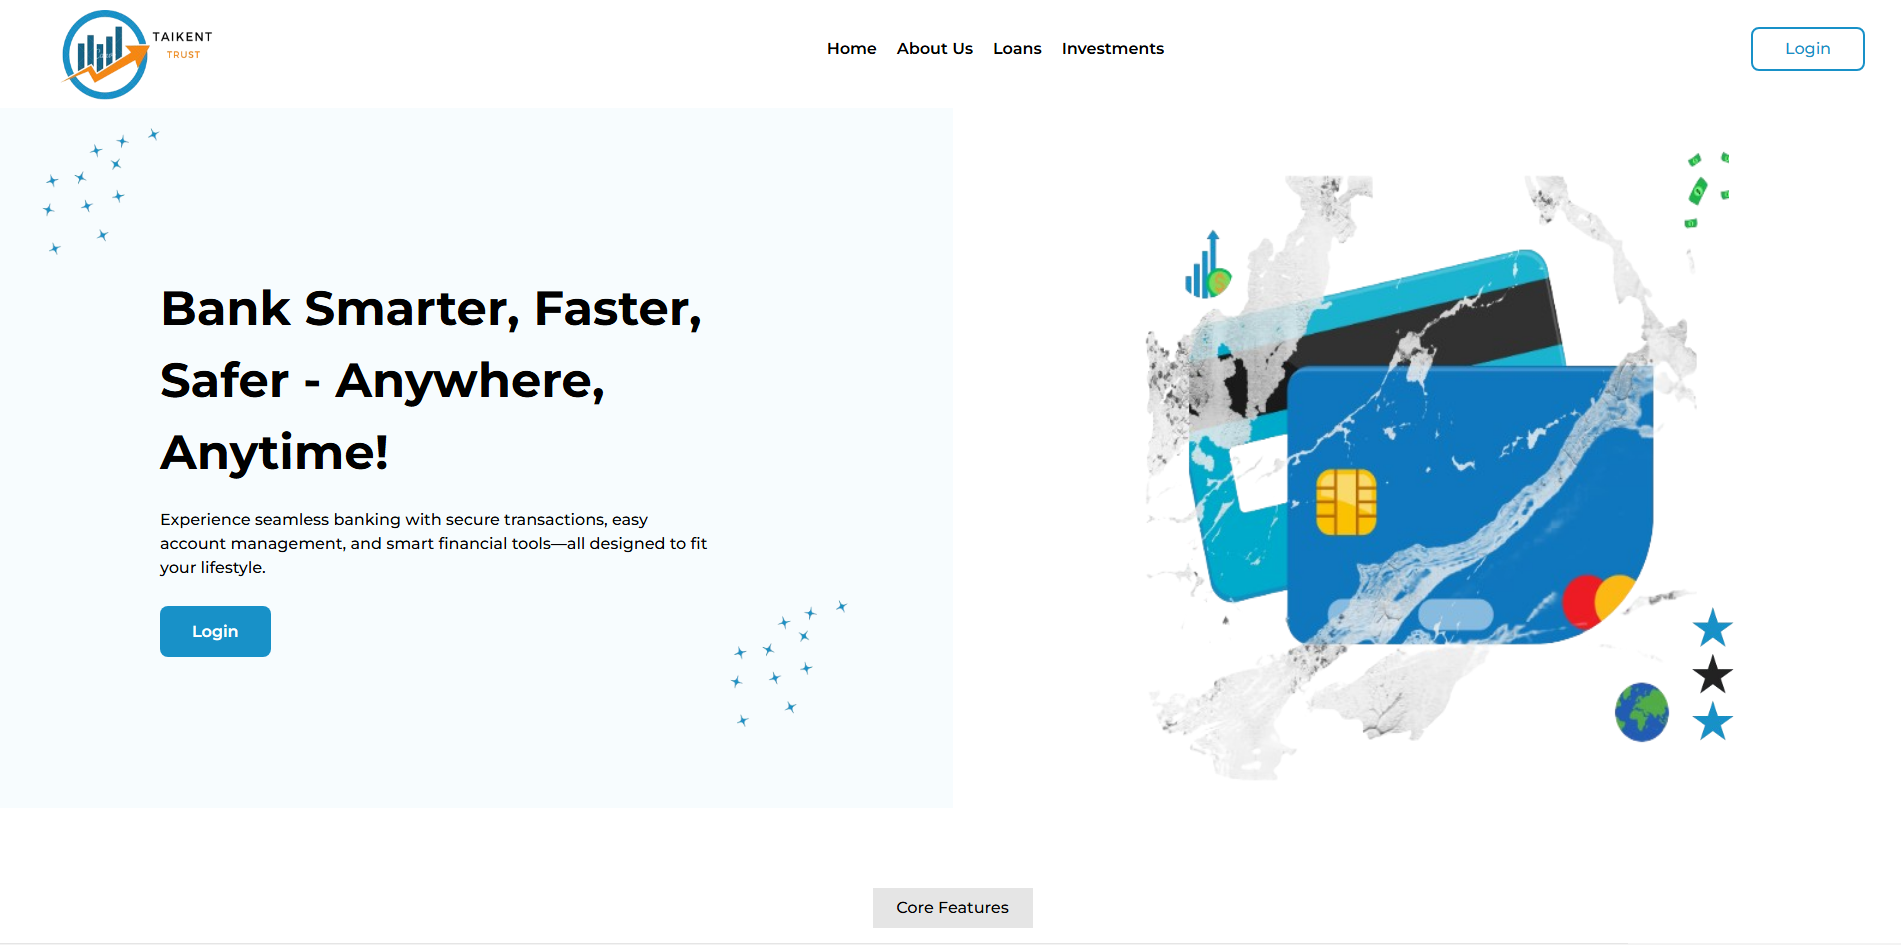 TAIKENT
TRUST
Home About Us Loans Investments
Login
Bank Smarter, Faster,
Safer - Anywhere,
Anytime!
Experience seamless banking with secure transactions, easy
account management, and smart financial tools—all designed to fit
your lifestyle.
Login
Core Features